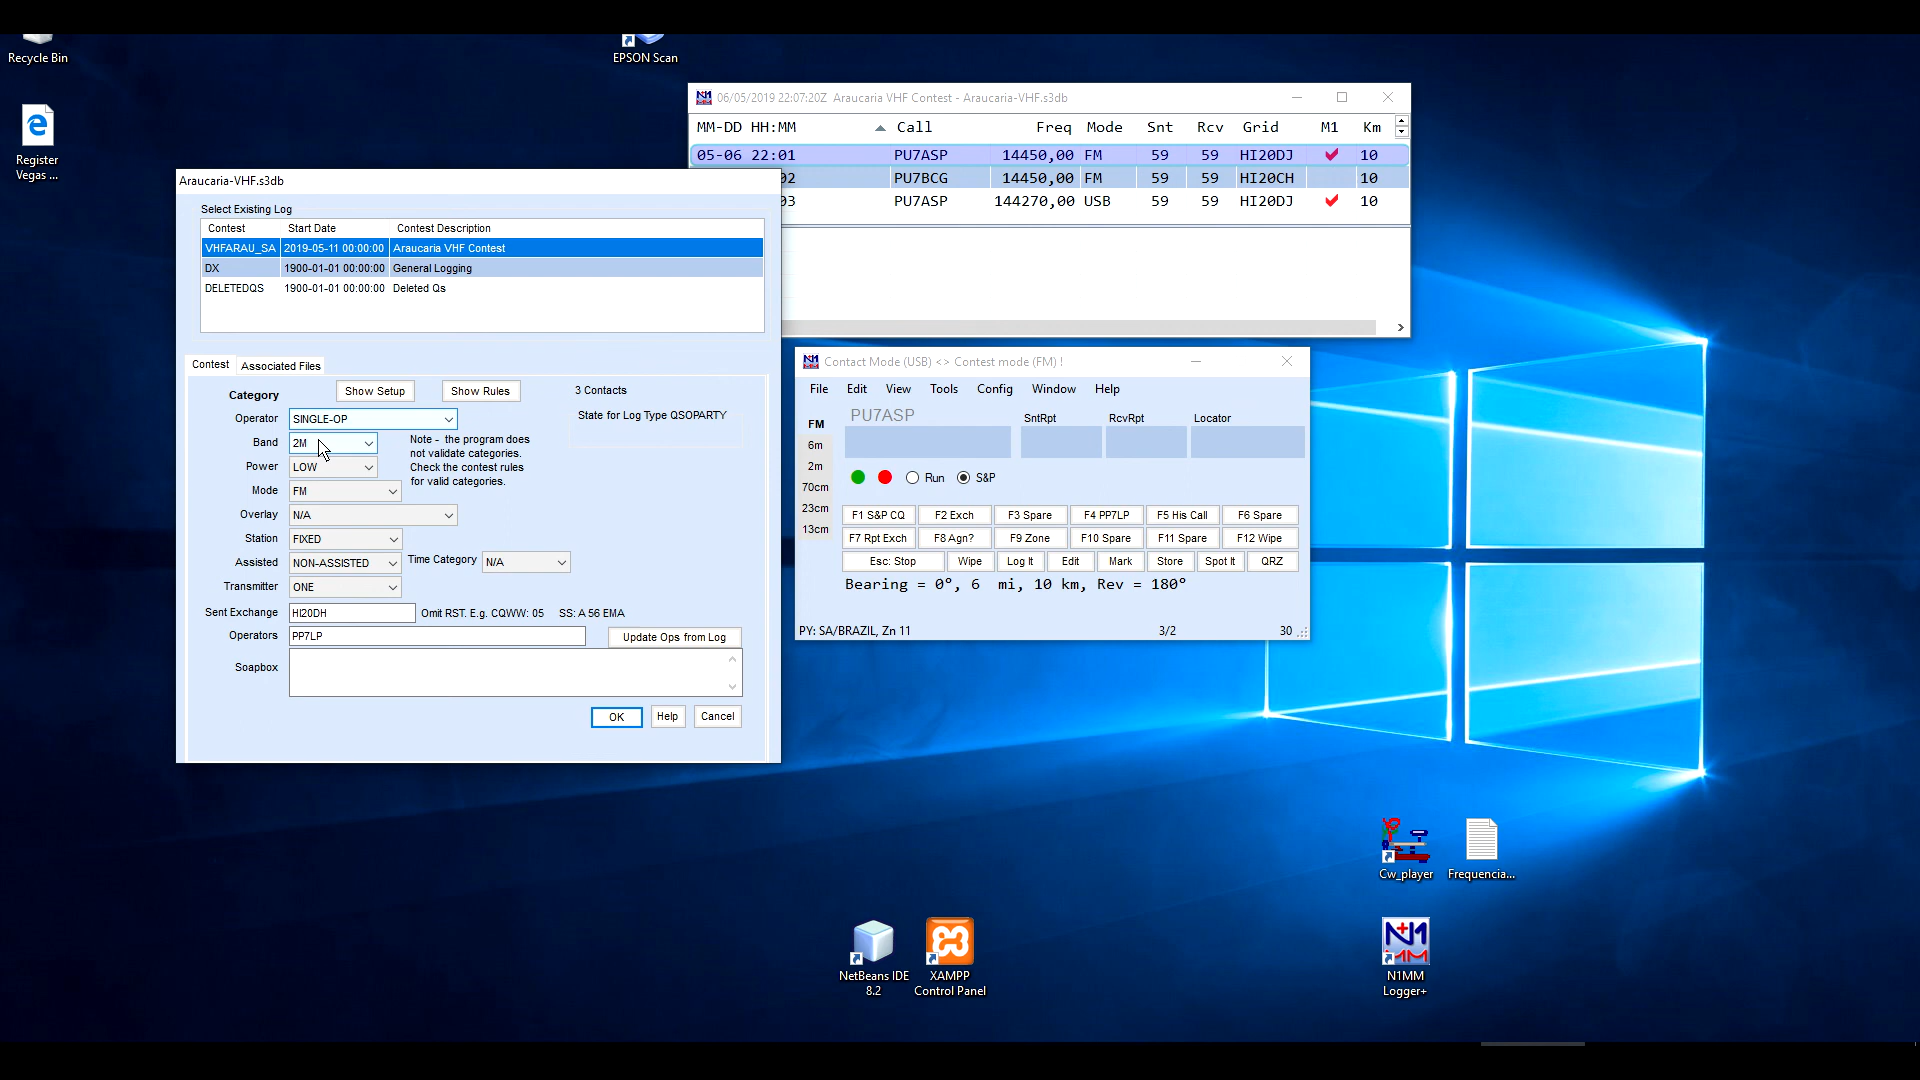 Recycle Bin
EPSON Scan
Register
Vegas ...
06/05/2019 22:07:20Z Araucaria VHF Contest - Araucaria-VHF.s3db
MM-DD HH:MM Call Freq Mode Snt Rcv Grid M1 Km
05-06 22:01 PU7ASP 14450,00 FM 59 59 HI20DJ 10
02 PU7BCG 14450,00 FM 59 59 HI20CH 10
03 PU7ASP 144270,00 USB 59 59 HI20DJ 10
Araucaria-VHF.s3db
Select Existing Log
Contest Start Date Contest Description
VHFARAU_SA 2019-05-11 00:00:00 Araucaria VHF Contest
DX 1900-01-01 00:00:00 General Logging
DELETEDQS 1900-01-01 00:00:00 Deleted Qs
Contest Associated Files
Category Show Setup Show Rules 3 Contacts
State for Log Type QSOPARTY
Operator SINGLE-OP
Band 2M
Power LOW
Mode FM
Note - the program does
not validate categories.
Check the contest rules
for valid categories.
Overlay N/A
Station FIXED
Assisted NON-ASSISTED Time Category N/A
Transmitter ONE
Sent Exchange HI20DH Omit RST. E.g. CQWW: 05 SS: A 56 EMA
Operators PP7LP Update Ops from Log
Soapbox
OK Help Cancel
Contact Mode (USB) <> Contest mode (FM) !
File Edit View Tools Config Window Help
FM
6m
2m
70cm
23cm
13cm
PU7ASP SntRpt RcvRpt Locator
Run S&P
F1 S&P CQ F2 Exch F3 Spare F4 PP7LP F5 His Call F6 Spare
F7 Rpt Exch F8 Agn? F9 Zone F10 Spare F11 Spare F12 Wipe
Esc: Stop Wipe Log It Edit Mark Store Spot It QRZ
Bearing = 0º, 6 mi, 10 km, Rev = 180º
PY: SA/BRAZIL, Zn 11 3/2 30
Cw_player
Frequencia...
NetBeans IDE
8.2
XAMPP
Control Panel
N1MM
Logger+